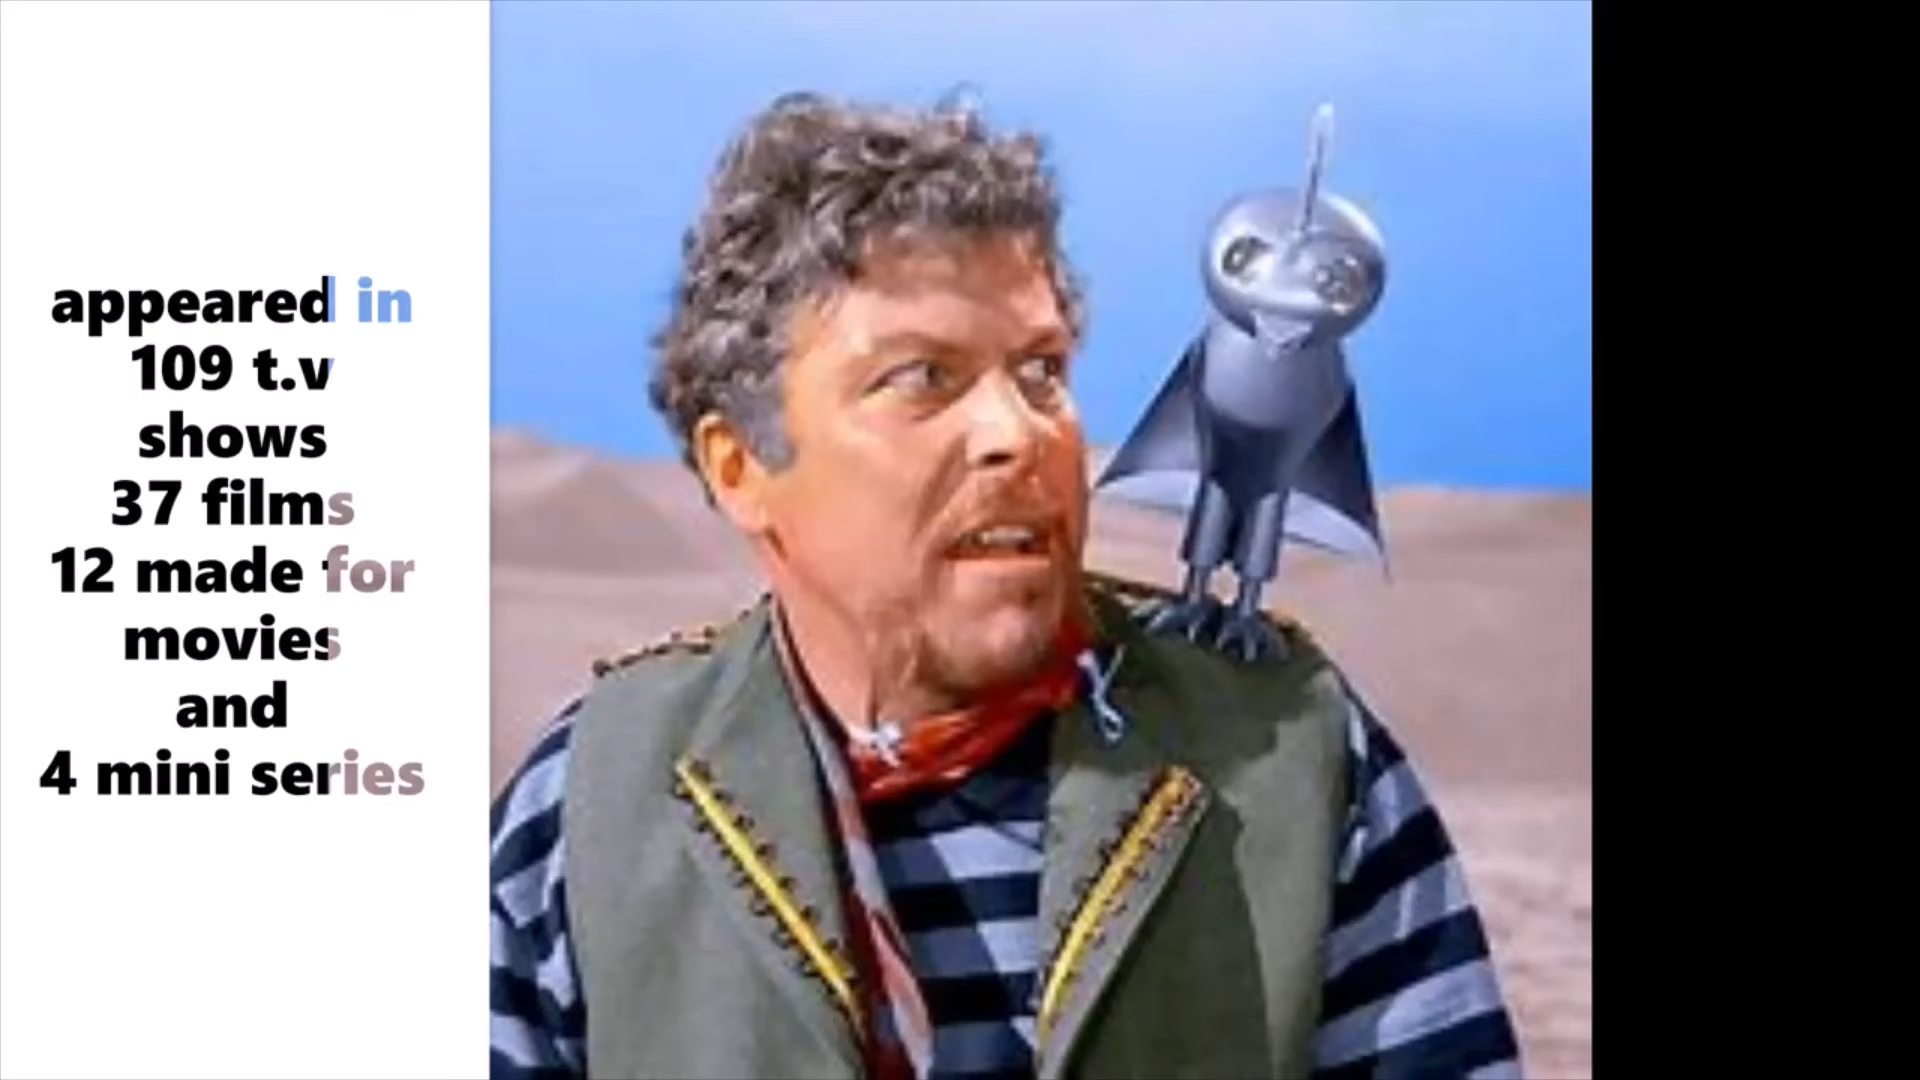 appeared in
109 t.v
shows
37 films
12 made for
movies
and
4 mini series